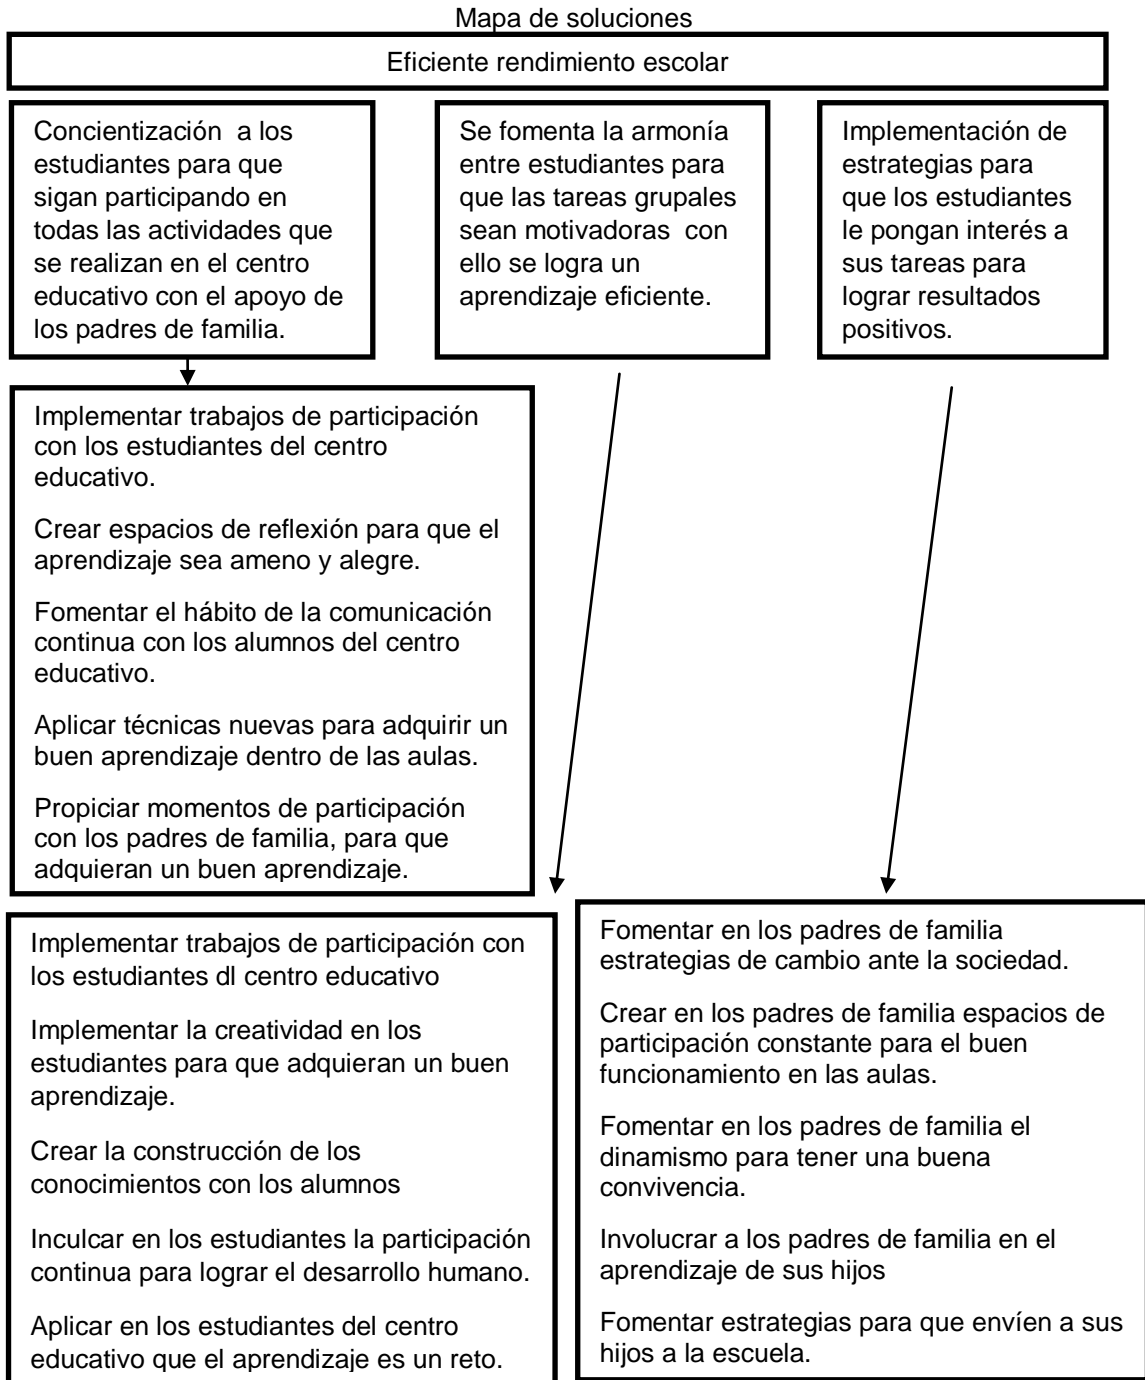 Mapa de soluciones
Eficiente rendimiento escolar
Concientización a los
estudiantes para que
sigan participando en
todas las actividades que
se realizan en el centro
educativo con el apoyo de
los padres de familia.
Se fomenta la armonía
entre estudiantes para
que las tareas grupales
sean motivadoras con
ello se logra un
aprendizaje eficiente.
Implementación de
estrategias para
que los estudiantes
le pongan interés a
sus tareas para
lograr resultados
positivos.
Implementar trabajos de participación
con los estudiantes del centro
educativo.
Crear espacios de reflexión para que el
aprendizaje sea ameno y alegre.
Fomentar el hábito de la comunicación
continua con los alumnos del centro
educativo.
Aplicar técnicas nuevas para adquirir un
buen aprendizaje dentro de las aulas.
Propiciar momentos de participación
con los padres de familia, para que
adquieran un buen aprendizaje.
Implementar trabajos de participación con
los estudiantes dl centro educativo
Implementar la creatividad en los
estudiantes para que adquieran un buen
aprendizaje.
Crear la construcción de los
conocimientos con los alumnos
Inculcar en los estudiantes la participación
continua para lograr el desarrollo humano.
Aplicar en los estudiantes del centro
educativo que el aprendizaje es un reto.
Fomentar en los padres de familia
estrategias de cambio ante la sociedad.
Crear en los padres de familia espacios de
participación constante para el buen
funcionamiento en las aulas.
Fomentar en los padres de familia el
dinamismo para tener una buena
convivencia.
Involucrar a los padres de familia en el
aprendizaje de sus hijos
Fomentar estrategias para que envíen a sus
hijos a la escuela.